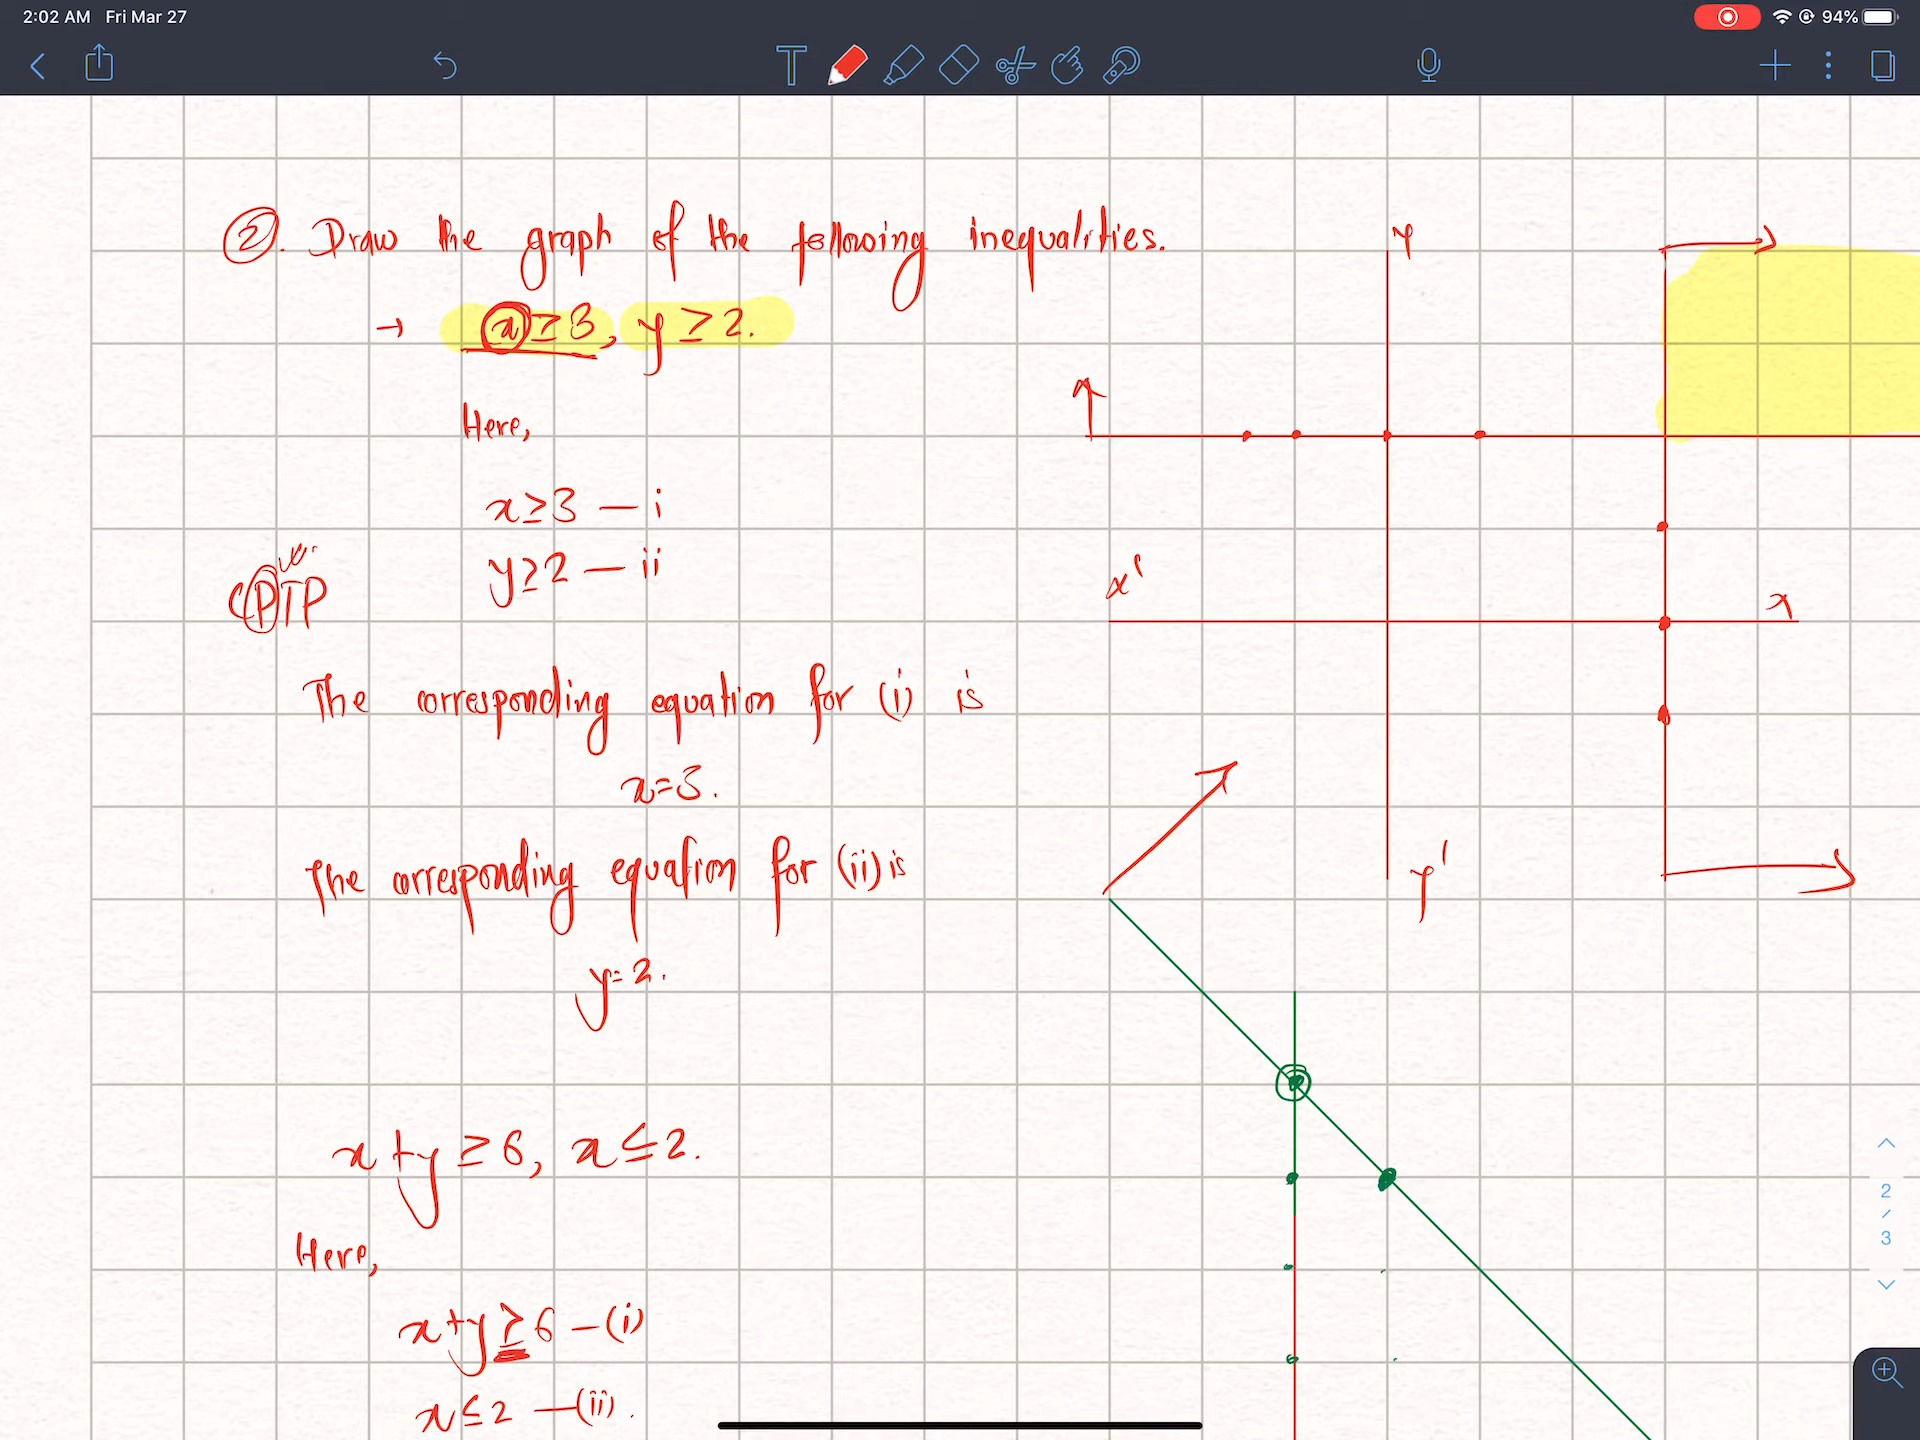 2:02 AM Fri Mar 27
94%
②. Draw the graph of the following inequalities.
→ x ≥ 3, y ≥ 2.
Here,
x ≥ 3 — i
y ≥ 2 — ii
CPTP
The corresponding equation for (i) is
x = 3.
The corresponding equation for (ii) is
y = 2.
x + y ≥ 6, x ≤ 2.
Here,
x + y ≥ 6 — (i)
x ≤ 2 — (ii).
Y
x'
x
Y'
2
/
3